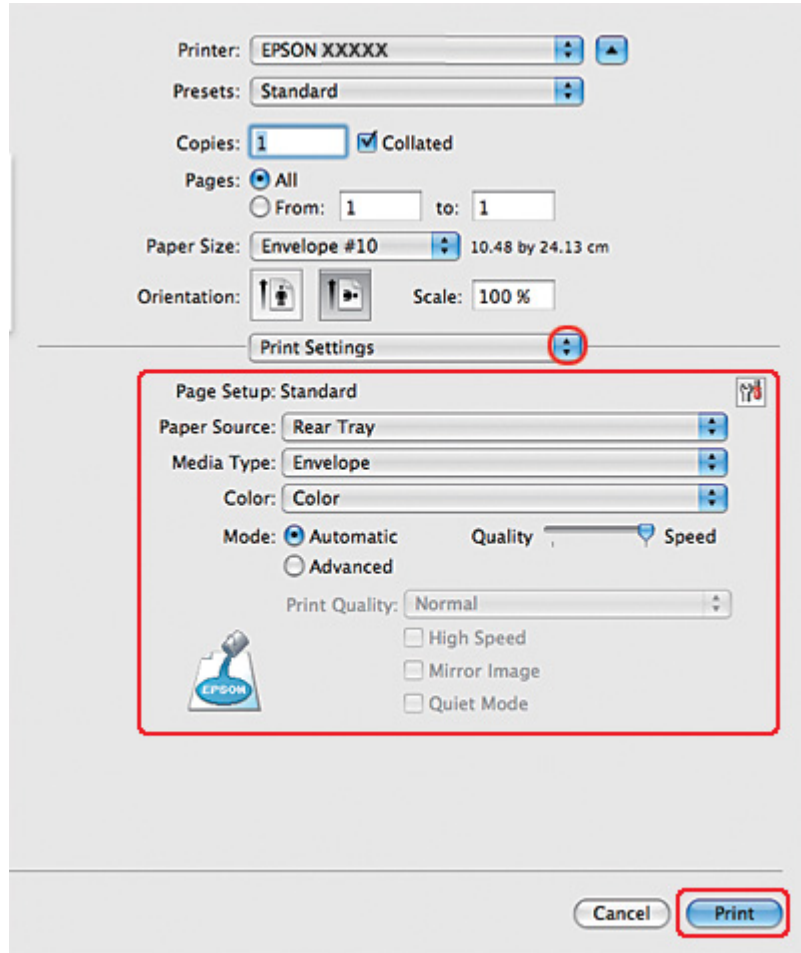 Printer: EPSON XXXXX
Presets: Standard
Copies: 1 Collated
Pages: All
From: 1 to: 1
Paper Size: Envelope #10 10.48 by 24.13 cm
Orientation: Scale: 100 %
Print Settings
Page Setup: Standard
Paper Source: Rear Tray
Media Type: Envelope
Color: Color
Mode: Automatic Quality Speed
Advanced
Print Quality: Normal
High Speed
Mirror Image
EPSON
Quiet Mode
Cancel Print